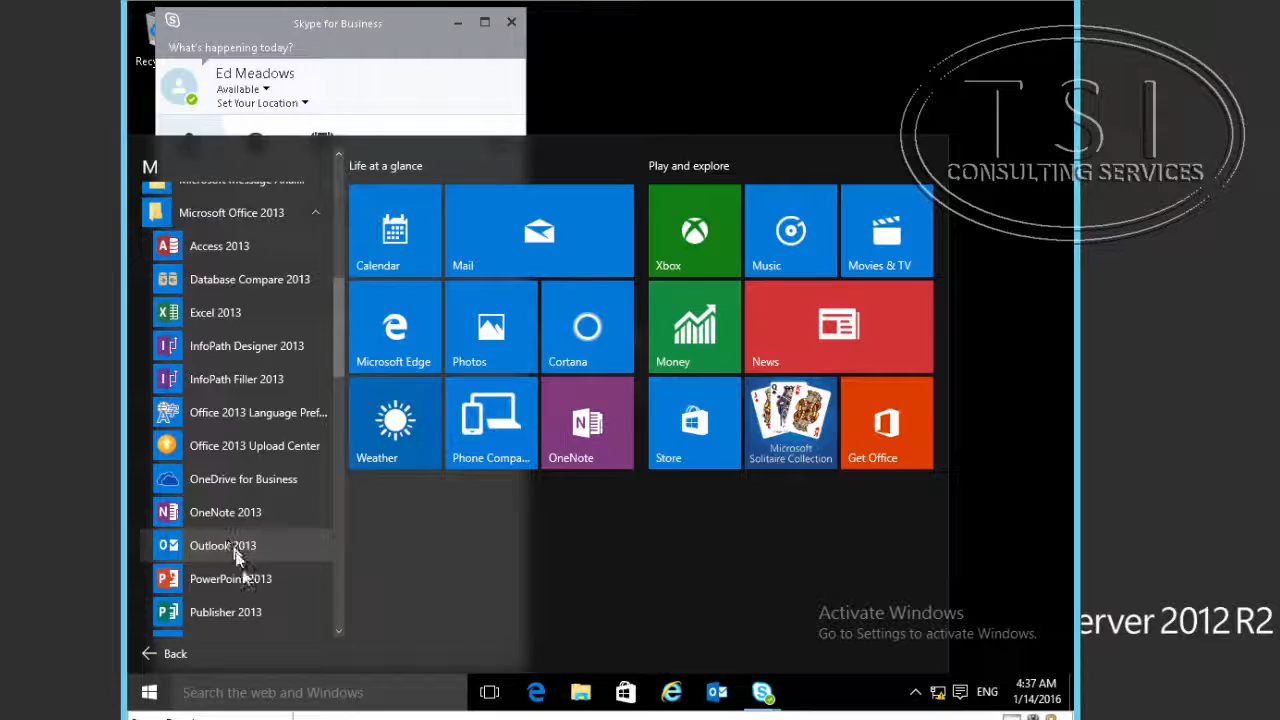 Skype for Business
What's happening today?
Ed Meadows
Available
Set Your Location
T S I
CONSULTING SERVICES
M
Life at a glance
Play and explore
Microsoft Office 2013
Access 2013
Database Compare 2013
Excel 2013
InfoPath Designer 2013
InfoPath Filler 2013
Office 2013 Language Pref...
Office 2013 Upload Center
OneDrive for Business
OneNote 2013
Outlook 2013
PowerPoint 2013
Publisher 2013
Back
Calendar
Mail
Xbox
Music
Movies & TV
Microsoft Edge
Photos
Cortana
Money
News
Weather
Phone Compa...
OneNote
Store
Microsoft
Solitaire Collection
Get Office
Activate Windows
Go to Settings to activate Windows.
erver 2012 R2
Search the web and Windows
ENG
4:37 AM
1/14/2016